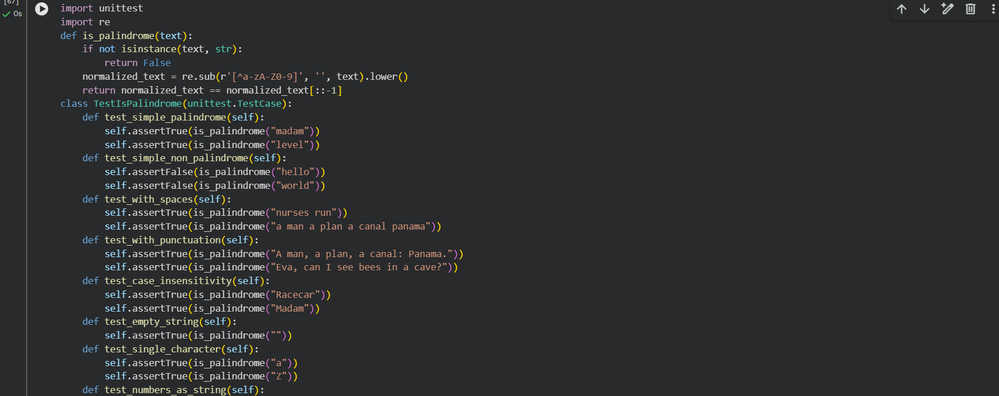 [67]
0s
import unittest
import re
def is_palindrome(text):
    if not isinstance(text, str):
        return False
    normalized_text = re.sub(r'[^a-zA-Z0-9]', '', text).lower()
    return normalized_text == normalized_text[::-1]
class TestIsPalindrome(unittest.TestCase):
    def test_simple_palindrome(self):
        self.assertTrue(is_palindrome("madam"))
        self.assertTrue(is_palindrome("level"))
    def test_simple_non_palindrome(self):
        self.assertFalse(is_palindrome("hello"))
        self.assertFalse(is_palindrome("world"))
    def test_with_spaces(self):
        self.assertTrue(is_palindrome("nurses run"))
        self.assertTrue(is_palindrome("a man a plan a canal panama"))
    def test_with_punctuation(self):
        self.assertTrue(is_palindrome("A man, a plan, a canal: Panama."))
        self.assertTrue(is_palindrome("Eva, can I see bees in a cave?"))
    def test_case_insensitivity(self):
        self.assertTrue(is_palindrome("Racecar"))
        self.assertTrue(is_palindrome("Madam"))
    def test_empty_string(self):
        self.assertTrue(is_palindrome(""))
    def test_single_character(self):
        self.assertTrue(is_palindrome("a"))
        self.assertTrue(is_palindrome("Z"))
    def test_numbers_as_string(self):